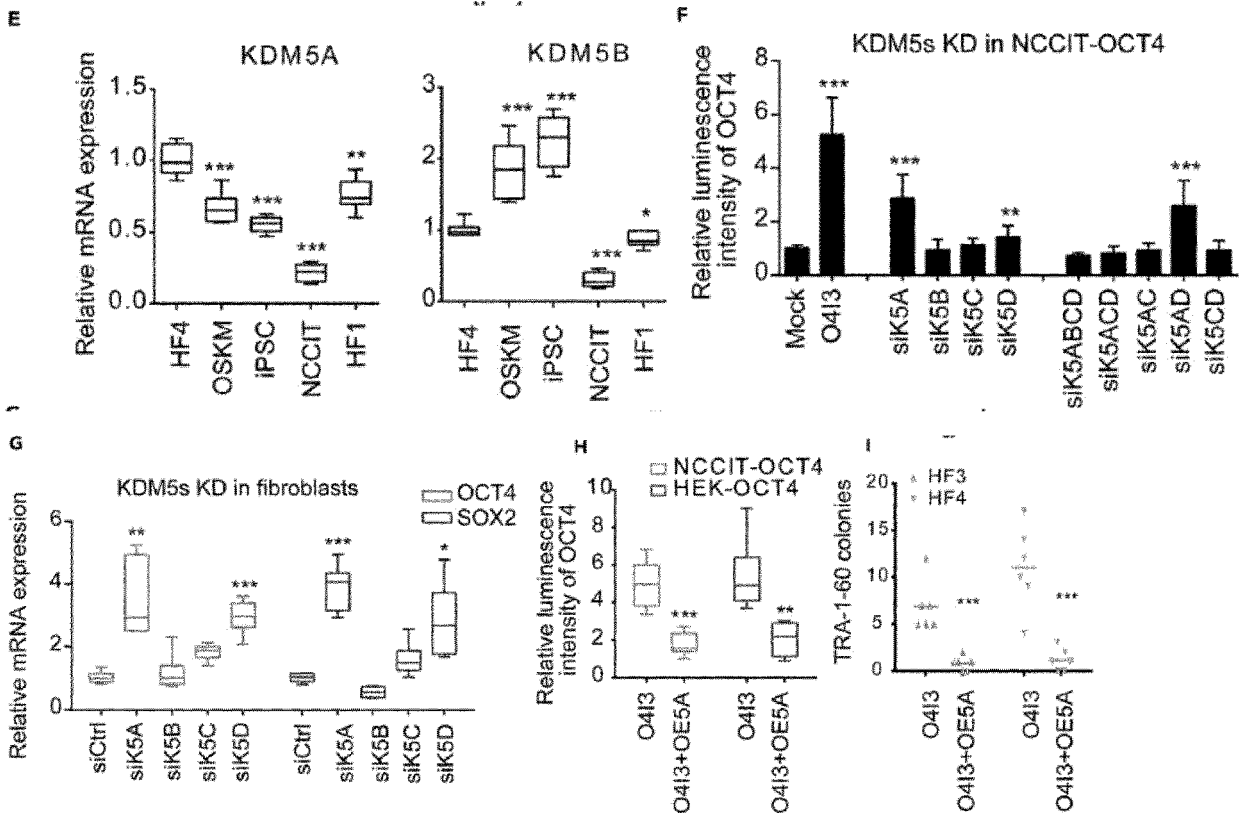 E
KDM5A
KDM5B
Relative mRNA expression
1.5
1.0
0.5
0.0
***
***
***
**
HF4
OSKM
iPSC
NCCIT
HF1
3
2
1
0
***
***
***
*
HF4
OSKM
iPSC
NCCIT
HF1
F
KDM5s KD in NCCIT-OCT4
Relative luminescence
intensity of OCT4
8
6
4
2
0
***
***
**
***
Mock
O4I3
siK5A
siK5B
siK5C
siK5D
siK5ABCD
siK5ACD
siK5AC
siK5AD
siK5CD
G
KDM5s KD in fibroblasts
OCT4
SOX2
Relative mRNA expression
6
4
2
0
**
***
***
*
siCtrl
siK5A
siK5B
siK5C
siK5D
siCtrl
siK5A
siK5B
siK5C
siK5D
H
NCCIT-OCT4
HEK-OCT4
Relative luminescence
intensity of OCT4
10
8
6
4
2
0
***
**
O4I3
O4I3+OE5A
O4I3
O4I3+OE5A
I
HF3
HF4
TRA-1-60 colonies
20
15
10
5
0
***
***
O4I3
O4I3+OE5A
O4I3
O4I3+OE5A